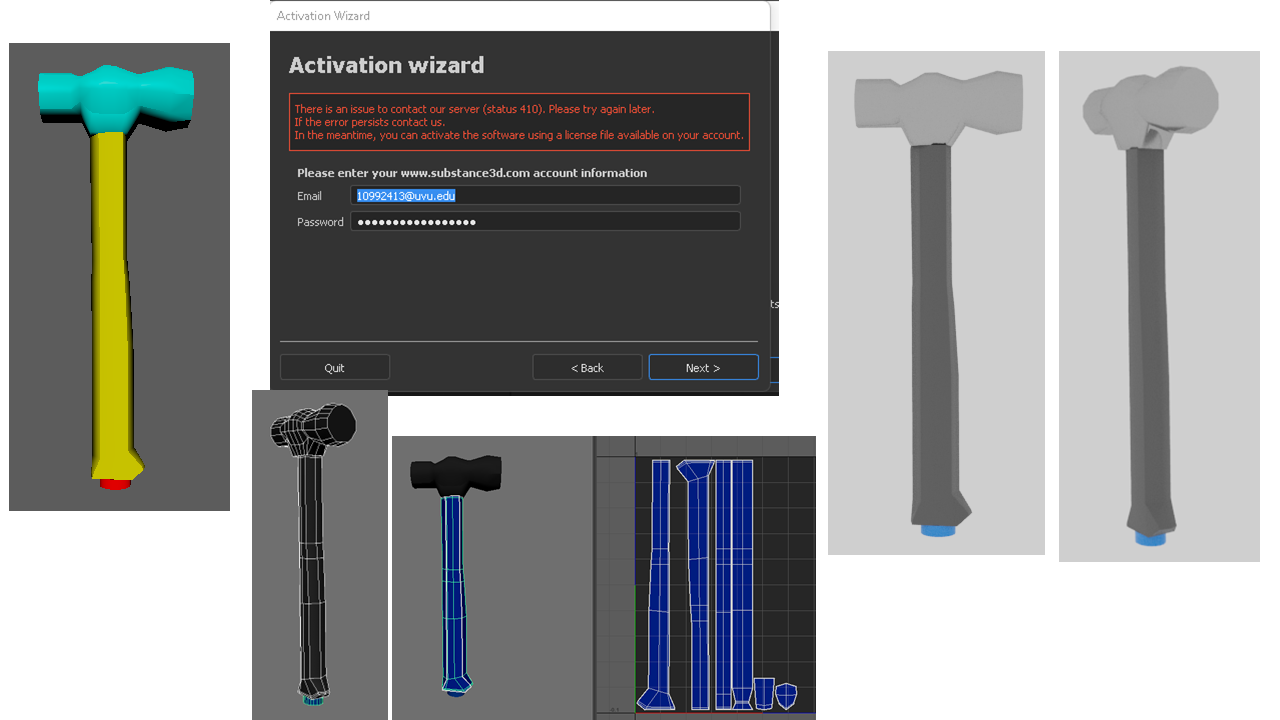 Activation Wizard
Activation wizard
There is an issue to contact our server (status 410). Please try again later.
If the error persists contact us.
In the meantime, you can activate the software using a license file available on your account.
Please enter your www.substance3d.com account information
Email
10992413@uvu.edu
Password
●●●●●●●●●●●●●●●●●
ts
Quit
< Back
Next >